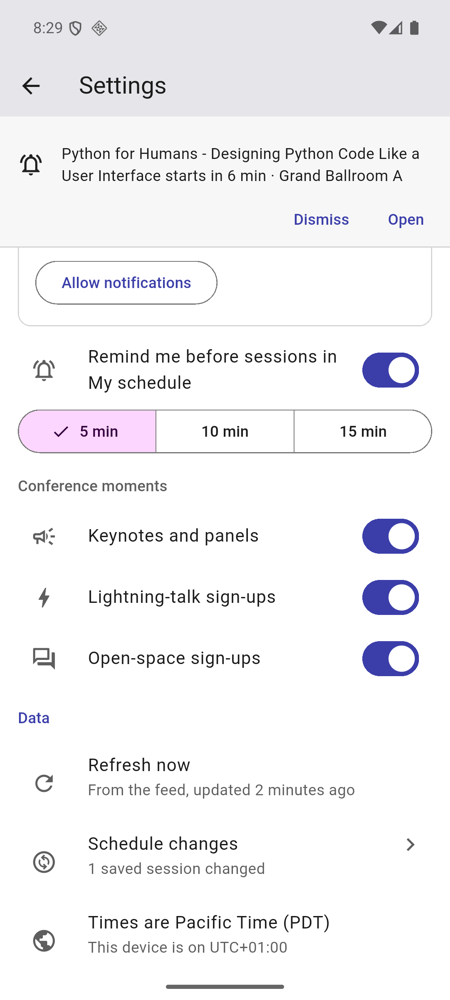 8:29
Settings
Python for Humans - Designing Python Code Like a
User Interface starts in 6 min · Grand Ballroom A
Dismiss
Open
Allow notifications
Remind me before sessions in
My schedule
5 min
10 min
15 min
Conference moments
Keynotes and panels
Lightning-talk sign-ups
Open-space sign-ups
Data
Refresh now
From the feed, updated 2 minutes ago
Schedule changes
1 saved session changed
Times are Pacific Time (PDT)
This device is on UTC+01:00